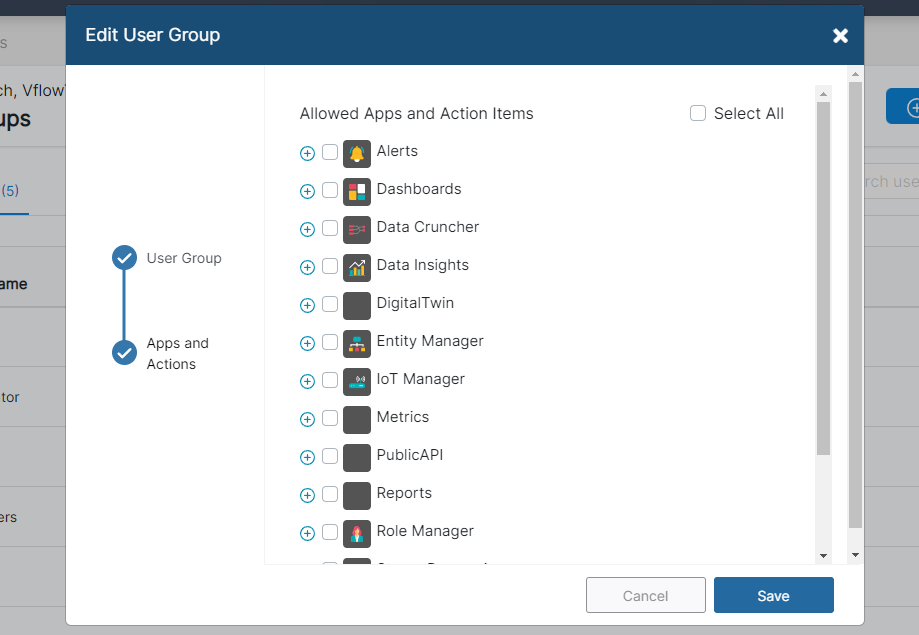 Edit User Group
s
ch, Vflow
ups
(5)
rch use
ame
tor
ers
User Group
Apps and
Actions
Allowed Apps and Action Items
Select All
Alerts
Dashboards
Data Cruncher
Data Insights
DigitalTwin
Entity Manager
IoT Manager
Metrics
PublicAPI
Reports
Role Manager
Cancel
Save